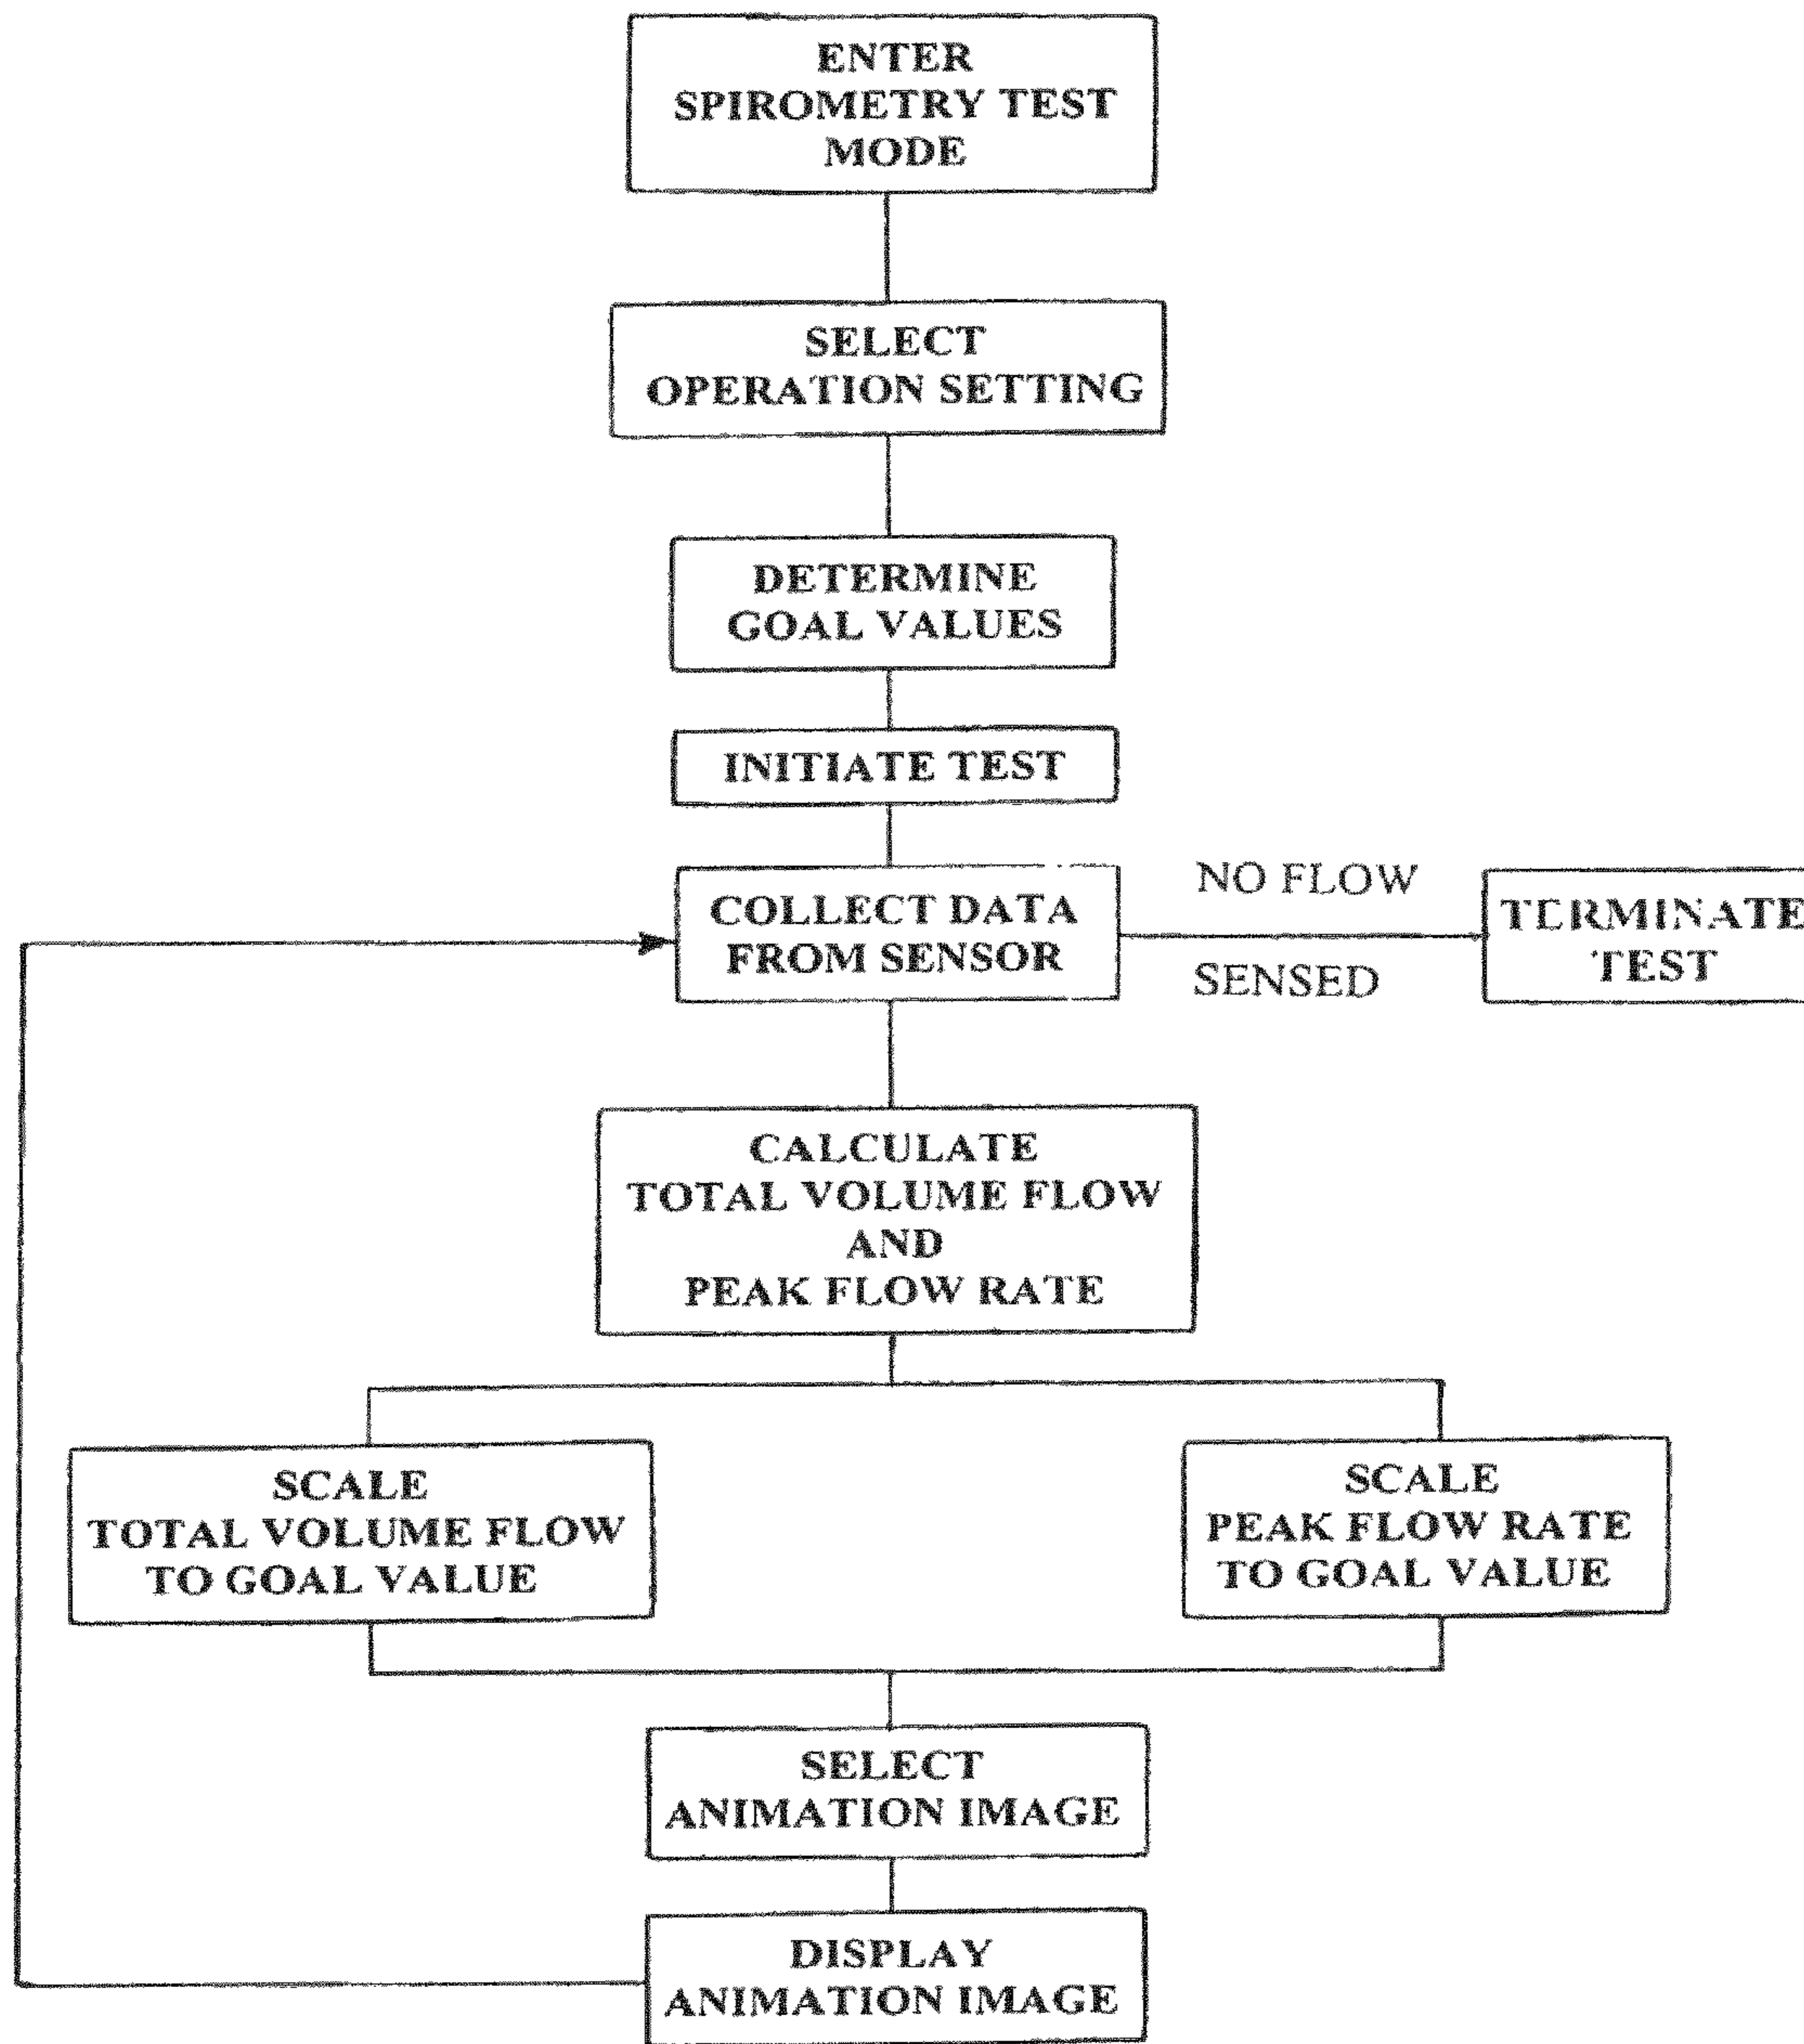 ENTER
SPIROMETRY TEST
MODE
SELECT
OPERATION SETTING
DETERMINE
GOAL VALUES
INITIATE TEST
COLLECT DATA
FROM SENSOR
NO FLOW
SENSED
TERMINATE
TEST
CALCULATE
TOTAL VOLUME FLOW
AND
PEAK FLOW RATE
SCALE
TOTAL VOLUME FLOW
TO GOAL VALUE
SCALE
PEAK FLOW RATE
TO GOAL VALUE
SELECT
ANIMATION IMAGE
DISPLAY
ANIMATION IMAGE